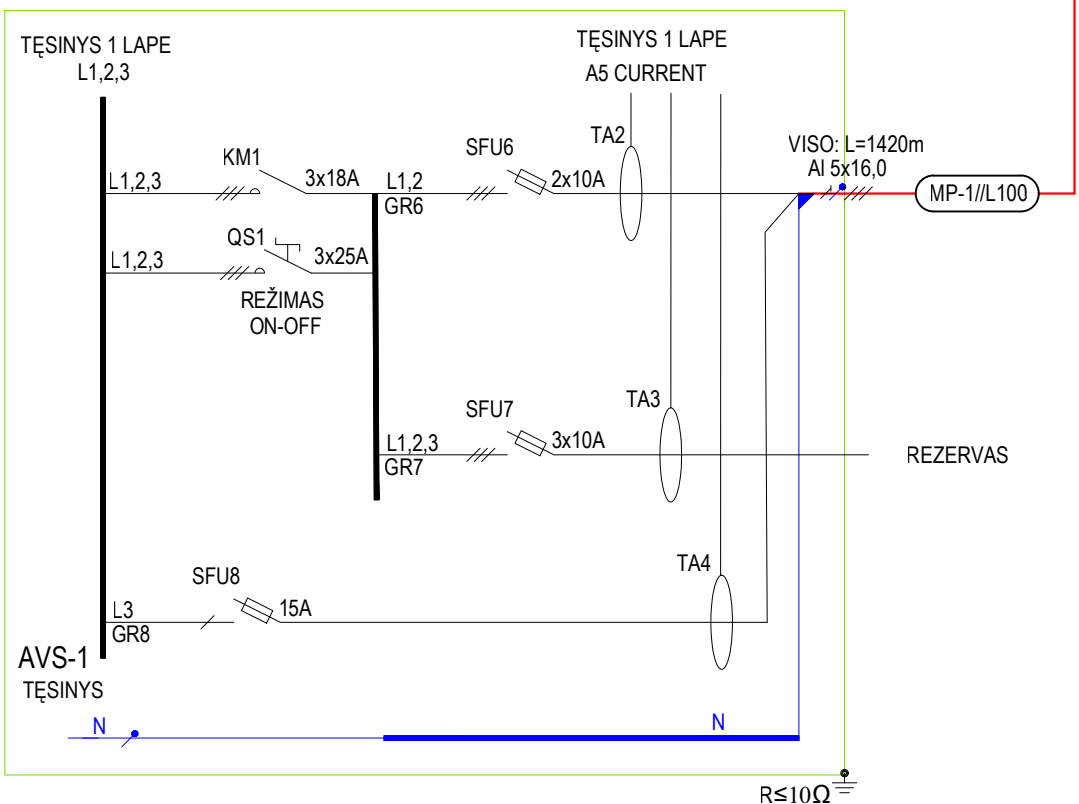 TĘSINYS 1 LAPE
L1,2,3
TĘSINYS 1 LAPE
A5 CURRENT
KM1
L1,2,3
3x18A
L1,2
GR6
SFU6
2x10A
TA2
VISO: L=1420m
Al 5x16,0
MP-1//L100
QS1
L1,2,3
3x25A
REŽIMAS
ON-OFF
SFU7
L1,2,3
GR7
3x10A
TA3
REZERVAS
SFU8
L3
GR8
15A
TA4
AVS-1
TĘSINYS
N
N
R≤10Ω